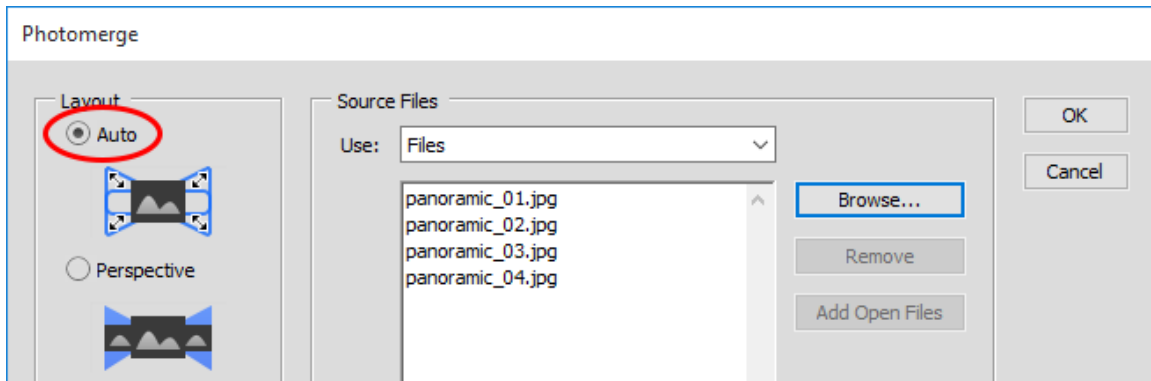 Photomerge
Layout
Auto
Perspective
Source Files
Use: Files
panoramic_01.jpg
panoramic_02.jpg
panoramic_03.jpg
panoramic_04.jpg
Browse...
Remove
Add Open Files
OK
Cancel